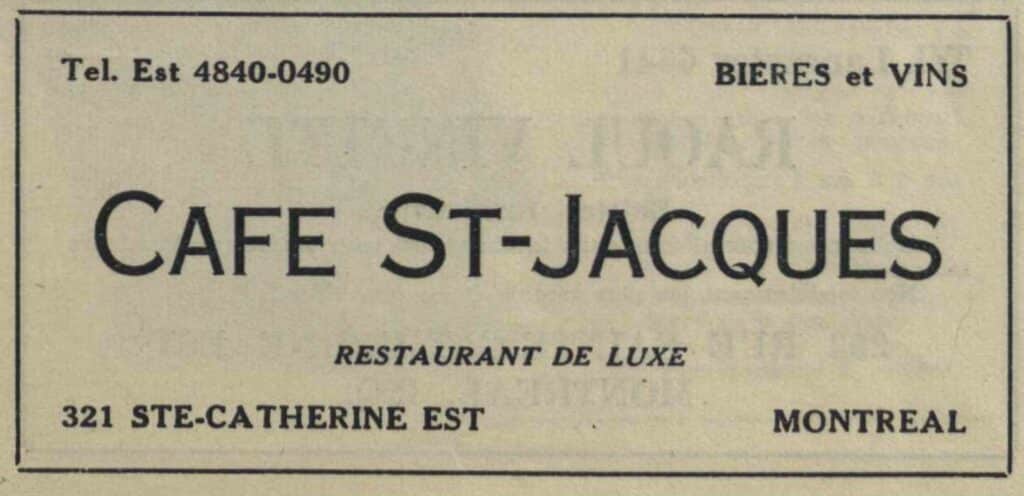 Tel. Est 4840-0490 BIERES et VINS
CAFE ST-JACQUES
RESTAURANT DE LUXE
321 STE-CATHERINE EST MONTREAL